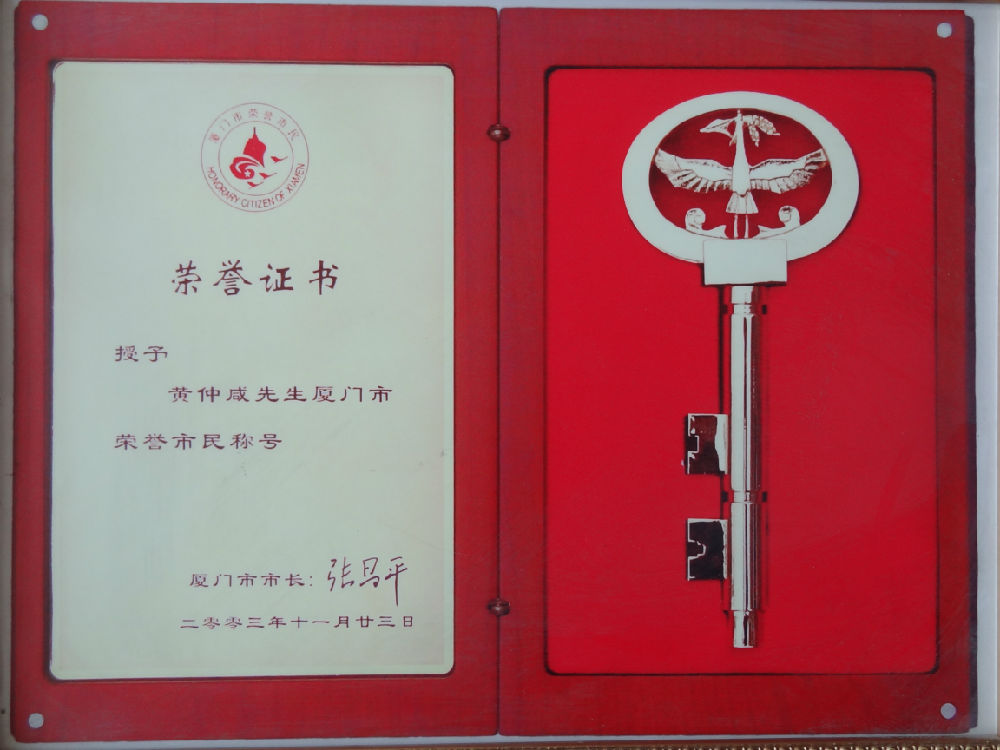 厦门市荣誉市民
HONORARY CITIZEN OF XIAMEN
荣誉证书
授予
黄仲咸先生厦门市
荣誉市民称号
厦门市市长：张昌平
二零零三年十一月廿三日